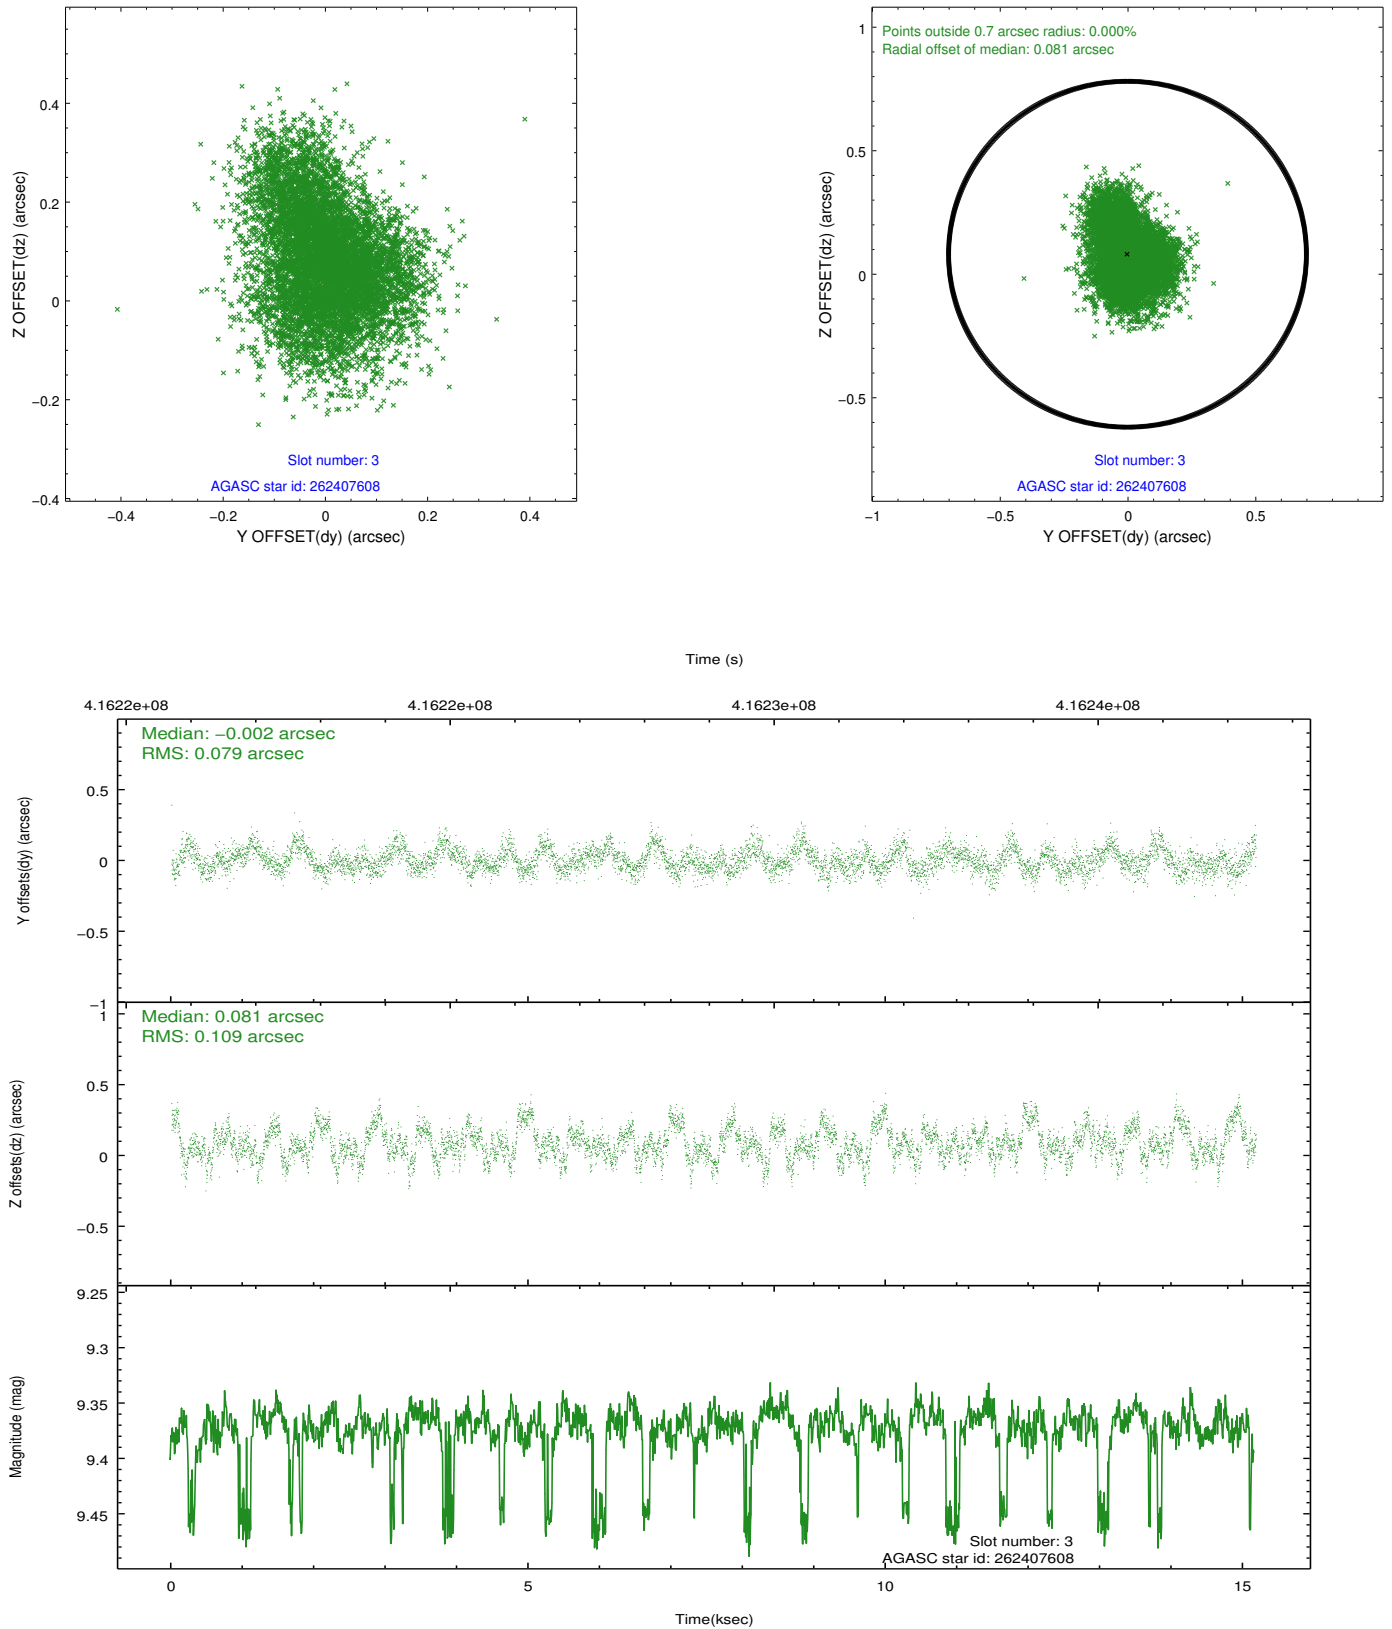 0.4
0.2
0
−0.2
−0.4
−0.4
−0.2
0
0.2
0.4
Z OFFSET(dz) (arcsec)
Y OFFSET(dy) (arcsec)
Slot number: 3
AGASC star id: 262407608
Points outside 0.7 arcsec radius: 0.000%
Radial offset of median: 0.081 arcsec
1
0.5
0
−0.5
−1
−0.5
0
0.5
Z OFFSET(dz) (arcsec)
Y OFFSET(dy) (arcsec)
Slot number: 3
AGASC star id: 262407608
Time (s)
4.1622e+08
4.1622e+08
4.1623e+08
4.1624e+08
Median: −0.002 arcsec
RMS: 0.079 arcsec
0.5
0
−0.5
−1
Y offsets(dy) (arcsec)
Median: 0.081 arcsec
RMS: 0.109 arcsec
1
0.5
0
−0.5
Z offsets(dz) (arcsec)
9.25
9.3
9.35
9.4
9.45
Magnitude (mag)
Slot number: 3
AGASC star id: 262407608
0
5
10
15
Time(ksec)